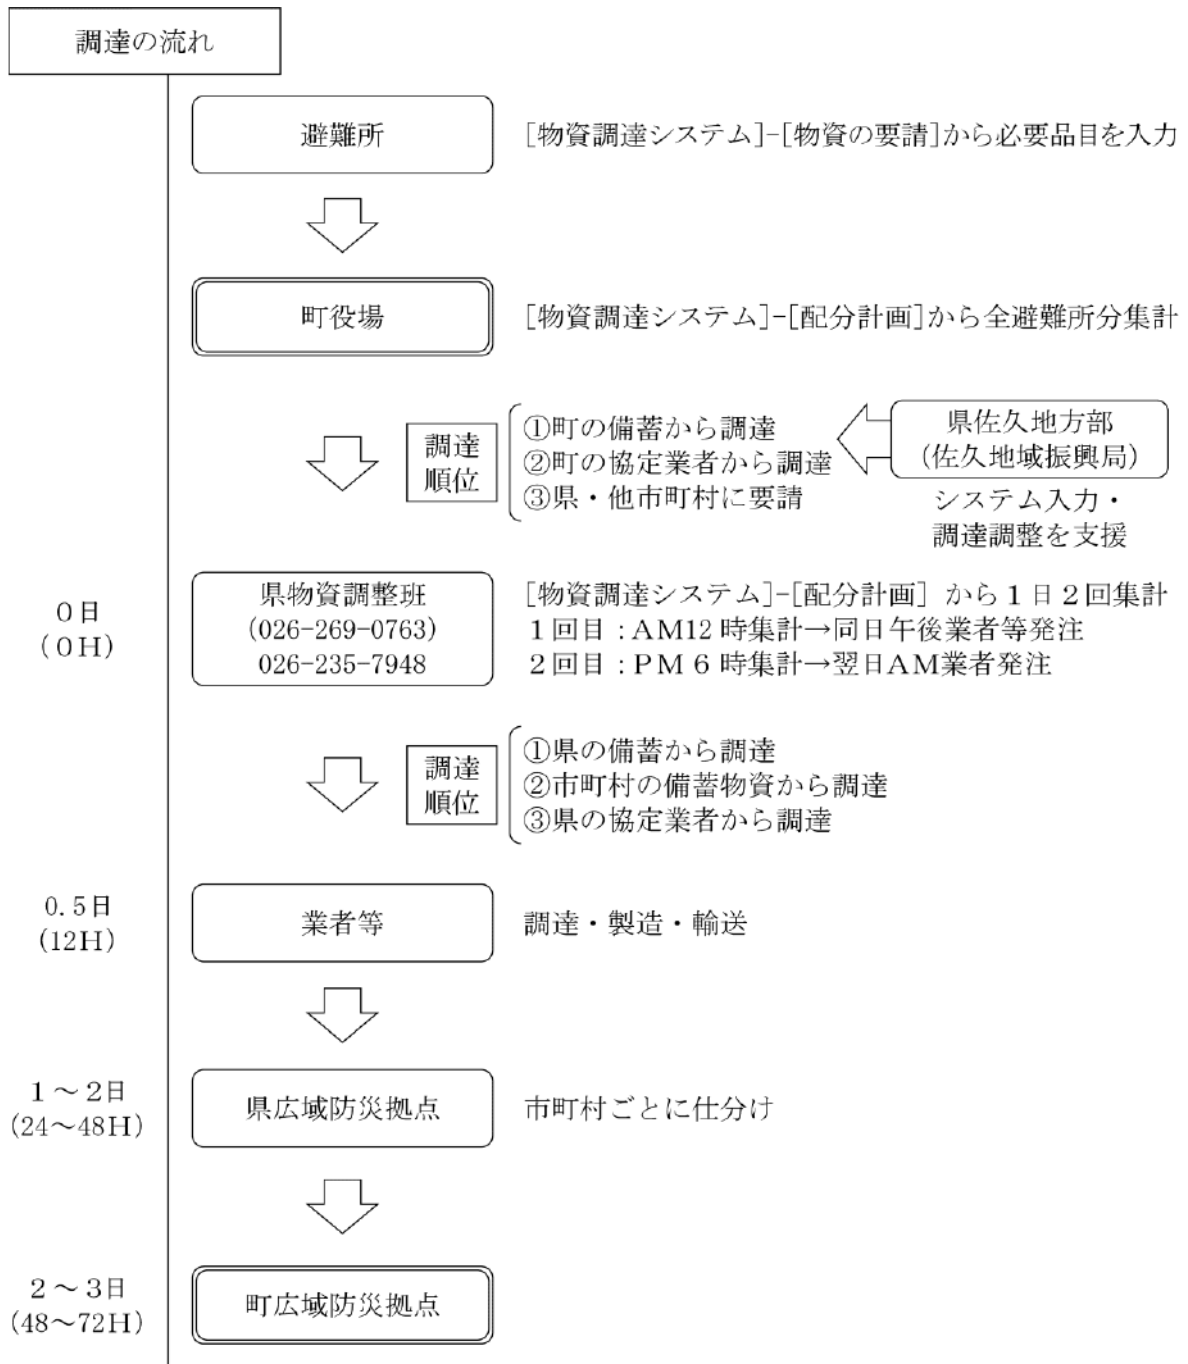 調達の流れ
避難所
[物資調達システム]-[物資の要請]から必要品目を入力
町役場
[物資調達システム]-[配分計画]から全避難所分集計
調達
順位
①町の備蓄から調達
②町の協定業者から調達
③県・他市町村に要請
県佐久地方部
(佐久地域振興局)
システム入力・
調達調整を支援
0日
(0H)
県物資調整班
(026-269-0763)
026-235-7948
[物資調達システム]-[配分計画] から1日2回集計
1回目:AM12時集計→同日午後業者等発注
2回目:PM6時集計→翌日AM業者発注
調達
順位
①県の備蓄から調達
②市町村の備蓄物資から調達
③県の協定業者から調達
0.5日
(12H)
業者等
調達・製造・輸送
1～2日
(24～48H)
県広域防災拠点
市町村ごとに仕分け
2～3日
(48～72H)
町広域防災拠点